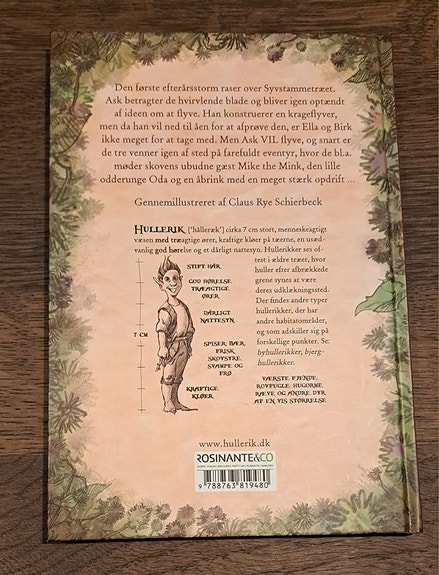 Den første efterårsstorm raser over Syvstammetræet.
Ask betragter de hvirvlende blade og bliver igen optændt
af ideen om at flyve. Han konstruerer en krageflyver,
men da han vil ned til åen for at afprøve den, er Ella og Birk
ikke meget for at tage med. Men Ask VIL flyve, og snart er
de tre venner igen af sted på farefuldt eventyr, hvor de bl.a.
møder skovens ubudne gæst Mike the Mink, den lille
odderunge Oda og en åbrink med en meget stærk opdrift ...
Gennemillustreret af Claus Rye Schierbeck
HULLERIK ['hålleræk] cirka 7 cm stort, menneskeagtigt
væsen med træagtige ører, kraftige kløer på tæerne, en usæd-
vanlig god hørelse og et dårligt nattesyn. Hullerikker ses of-
test i ældre træer, hvor
huller efter afbrækkede
grene synes at være
deres udklækningssted.
Der findes andre typer
hullerikker, der har
andre habitatområder,
og som adskiller sig på
forskellige punkter. Se:
byhullerikker, bjerg-
hullerikker.
STIFT HÅR
GOD HØRELSE
TRÆAGTIGE
ØRER
DÅRLIGT
NATTESYN
7 CM
SPISER BÆR
FRISK
SKOVSYRE
SVAMPE OG
FRØ
KRAFTIGE
KLØER
VÆRSTE FJENDE:
ROVFUGLE, HUGORME,
RÆVE OG ANDRE DYR
AF EN VIS STØRRELSE
www.hullerik.dk
ROSINANTE&CO
9 788763 819480